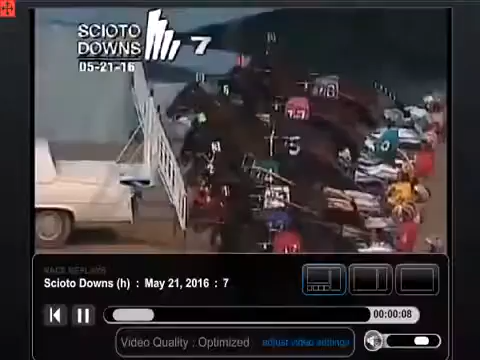 SCIOTO
DOWNS 7
05-21-16
RACE REPLAYS
Scioto Downs (h) : May 21, 2016 : 7
00:00:08
Video Quality : Optimized adjust video settings